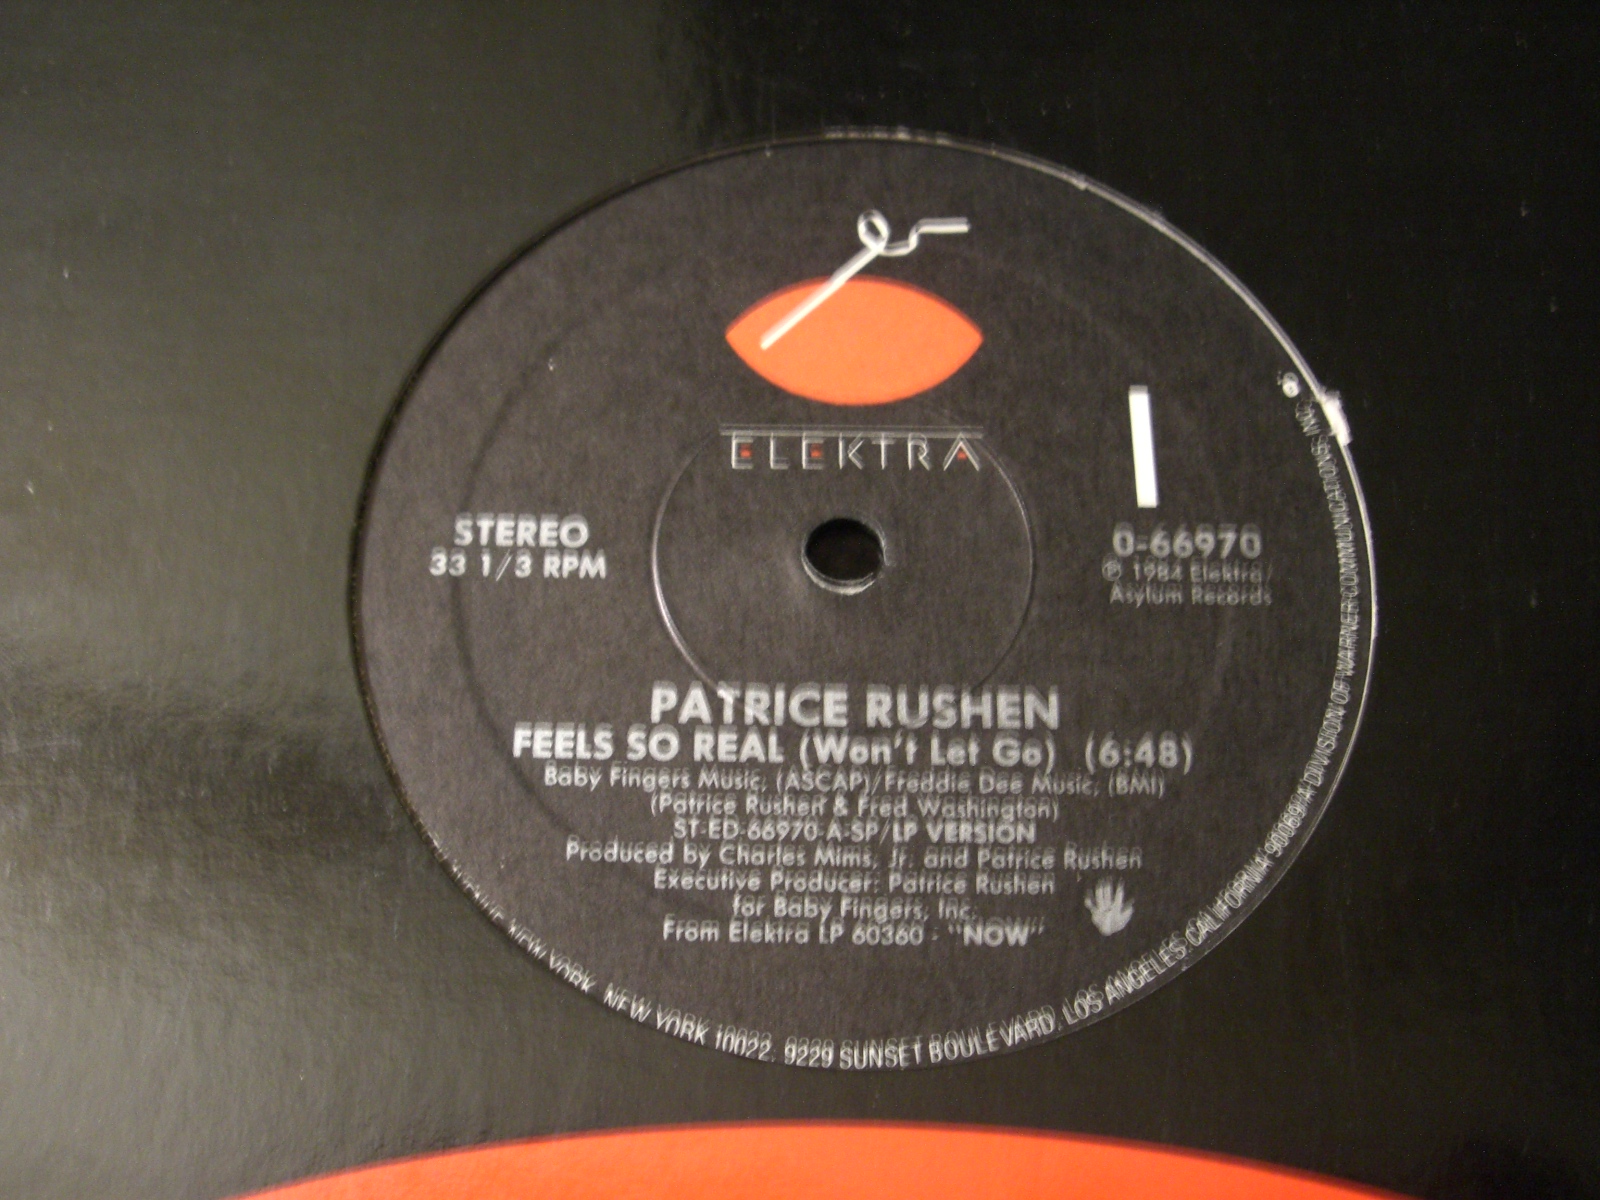 ELEKTRA
STEREO
33 1/3 RPM
0-66970
℗ 1984 Elektra/
Asylum Records
PATRICE RUSHEN
FEELS SO REAL (Won't Let Go) (6:48)
Baby Fingers Music, (ASCAP)/Freddie Dee Music, (BMI)
(Patrice Rushen & Fred Washington)
ST-ED-66970-A-SP/LP VERSION
Produced by Charles Mims, Jr. and Patrice Rushen
Executive Producer: Patrice Rushen
for Baby Fingers, Inc.
From Elektra LP 60360 - "NOW"
NEW YORK, NEW YORK 10022. 9229 SUNSET BOULEVARD, LOS ANGELES, CALIFORNIA 90069/A DIVISION OF WARNER COMMUNICATIONS INC.